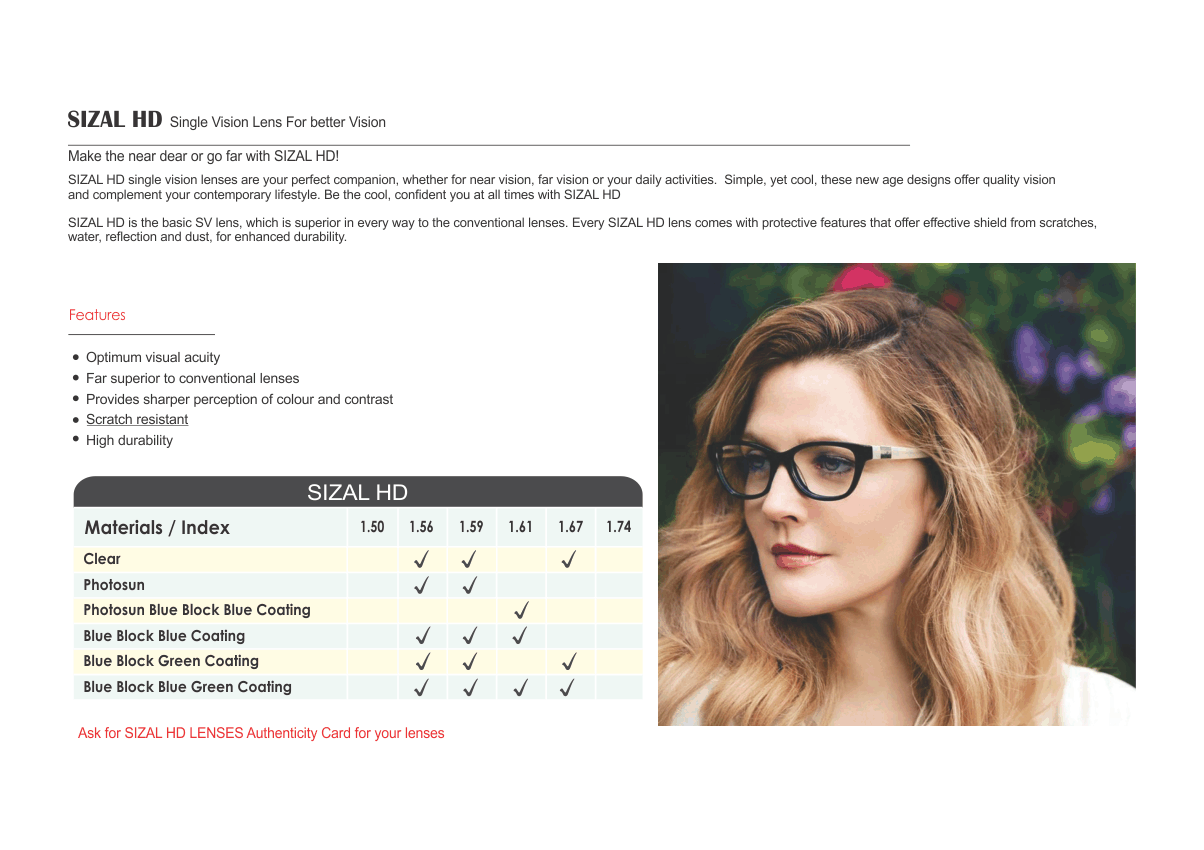 SIZAL HD Single Vision Lens For better Vision
Make the near dear or go far with SIZAL HD!
SIZAL HD single vision lenses are your perfect companion, whether for near vision, far vision or your daily activities.  Simple, yet cool, these new age designs offer quality vision
and complement your contemporary lifestyle. Be the cool, confident you at all times with SIZAL HD
SIZAL HD is the basic SV lens, which is superior in every way to the conventional lenses. Every SIZAL HD lens comes with protective features that offer effective shield from scratches,
water, reflection and dust, for enhanced durability.
Features
• Optimum visual acuity
• Far superior to conventional lenses
• Provides sharper perception of colour and contrast
• Scratch resistant
• High durability
SIZAL HD
Materials / Index 1.50 1.56 1.59 1.61 1.67 1.74
Clear ✓ ✓ ✓
Photosun ✓ ✓
Photosun Blue Block Blue Coating ✓
Blue Block Blue Coating ✓ ✓ ✓
Blue Block Green Coating ✓ ✓ ✓
Blue Block Blue Green Coating ✓ ✓ ✓ ✓
Ask for SIZAL HD LENSES Authenticity Card for your lenses